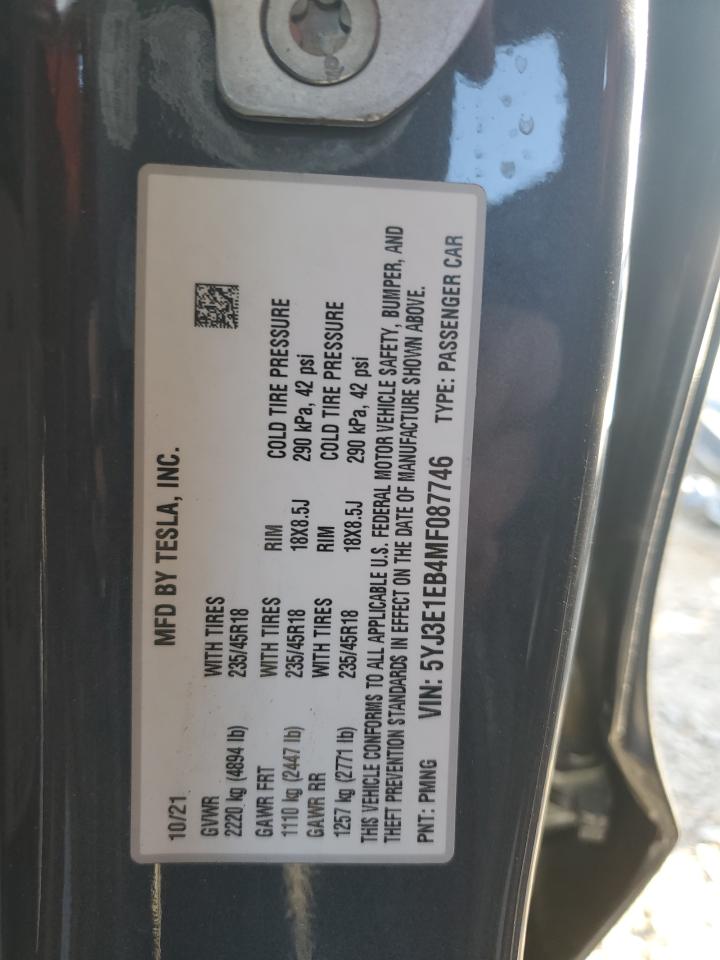 10/21 MFD BY TESLA, INC.
GVWR WITH TIRES
2220 kg (4894 lb) 235/45R18
GAWR FRT WITH TIRES RIM COLD TIRE PRESSURE
1110 kg (2447 lb) 235/45R18 18X8.5J 290 kPa, 42 psi
GAWR RR WITH TIRES RIM COLD TIRE PRESSURE
1257 kg (2771 lb) 235/45R18 18X8.5J 290 kPa, 42 psi
THIS VEHICLE CONFORMS TO ALL APPLICABLE U.S. FEDERAL MOTOR VEHICLE SAFETY, BUMPER, AND
THEFT PREVENTION STANDARDS IN EFFECT ON THE DATE OF MANUFACTURE SHOWN ABOVE.
PNT: PMNG VIN: 5YJ3E1EB4MF087746 TYPE: PASSENGER CAR